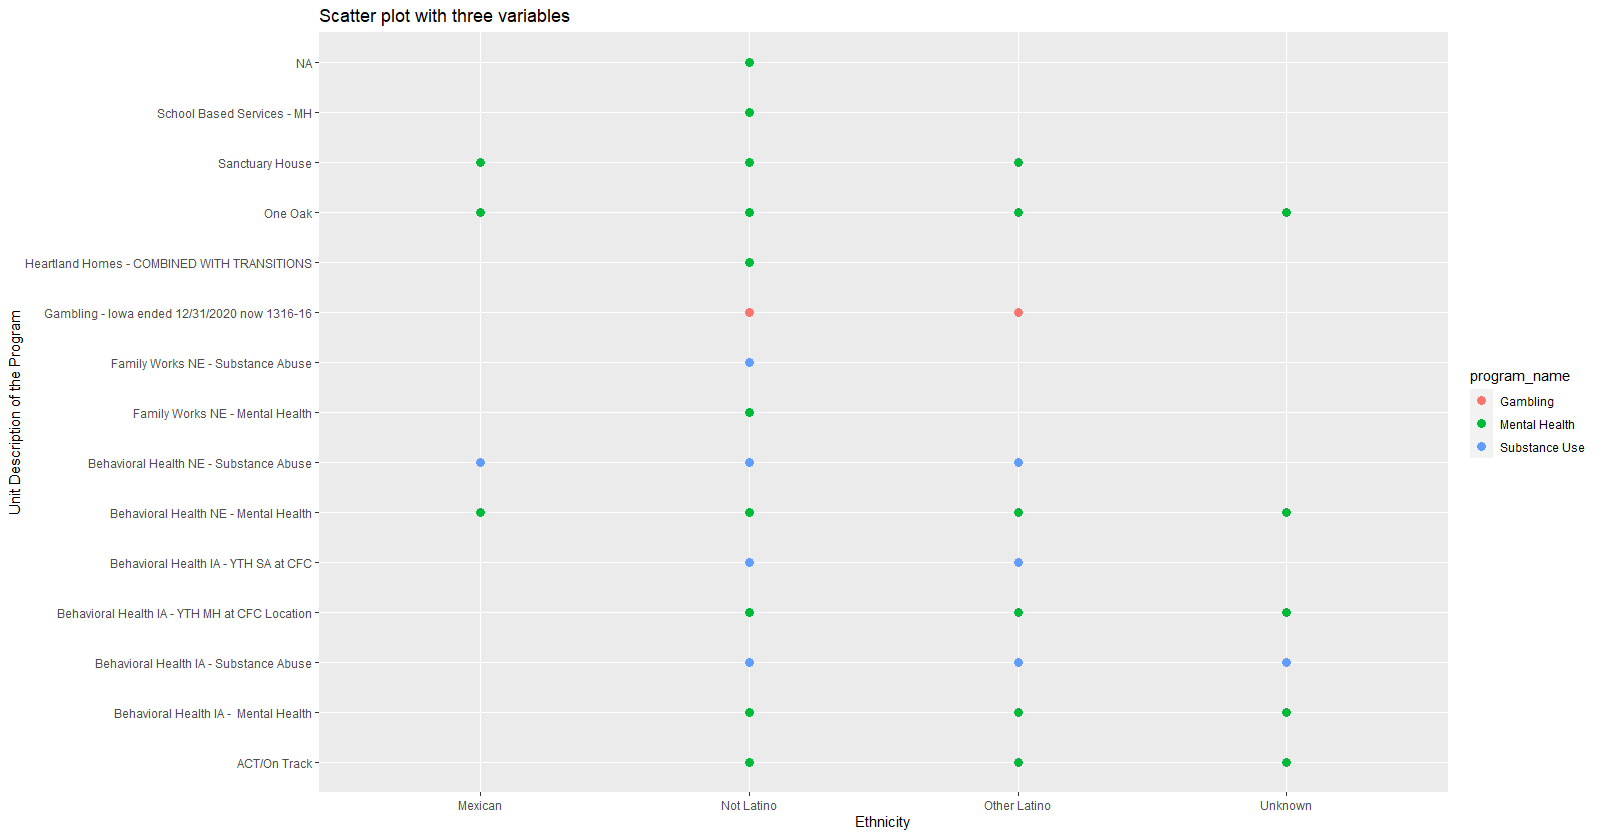 Scatter plot with three variables
NA
School Based Services - MH
Sanctuary House
One Oak
Heartland Homes - COMBINED WITH TRANSITIONS
Gambling - Iowa ended 12/31/2020 now 1316-16
Family Works NE - Substance Abuse
Family Works NE - Mental Health
Behavioral Health NE - Substance Abuse
Behavioral Health NE - Mental Health
Behavioral Health IA - YTH SA at CFC
Behavioral Health IA - YTH MH at CFC Location
Behavioral Health IA - Substance Abuse
Behavioral Health IA -  Mental Health
ACT/On Track
Unit Description of the Program
Mexican
Not Latino
Other Latino
Unknown
Ethnicity
program_name
Gambling
Mental Health
Substance Use